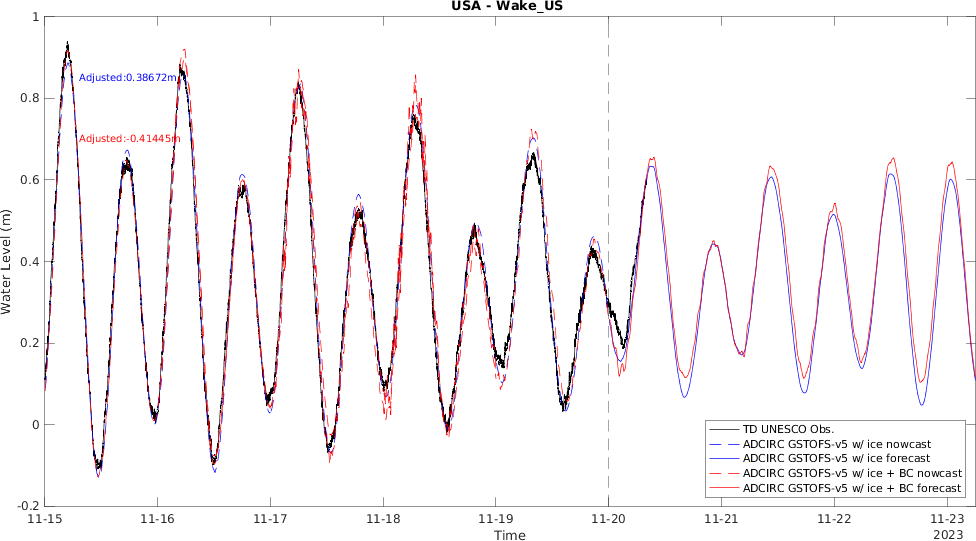 USA - Wake_US
1
0.8
0.6
0.4
0.2
0
-0.2
Water Level (m)
Adjusted:0.38672m
Adjusted:-0.41445m
TD UNESCO Obs.
ADCIRC GSTOFS-v5 w/ ice nowcast
ADCIRC GSTOFS-v5 w/ ice forecast
ADCIRC GSTOFS-v5 w/ ice + BC nowcast
ADCIRC GSTOFS-v5 w/ ice + BC forecast
11-15 11-16 11-17 11-18 11-19 11-20 11-21 11-22 11-23
Time
2023